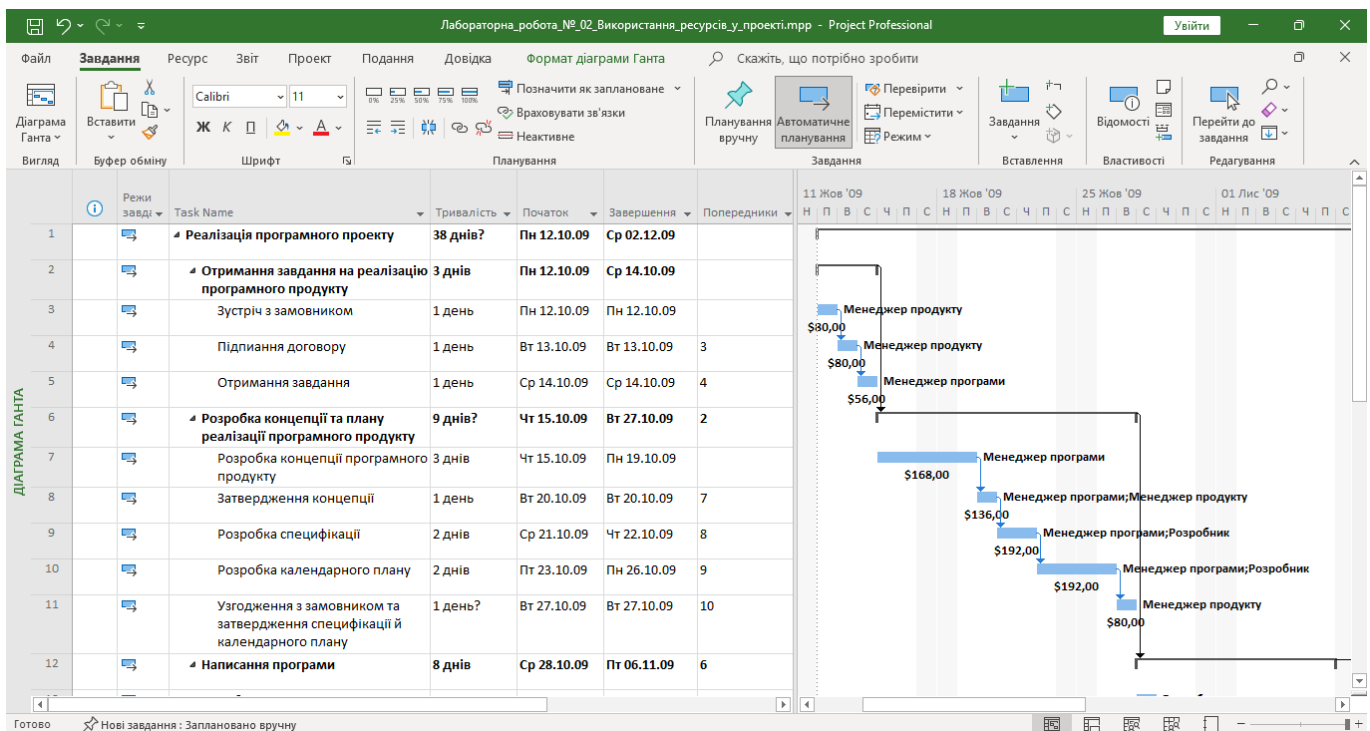 Лабораторна_робота_№_02_Використання_ресурсів_у_проекті.mpp - Project Professional
Увійти
Файл Завдання Ресурс Звіт Проект Подання Довідка Формат діаграми Ганта Скажіть, що потрібно зробити
Діаграма Ганта
Вигляд
Вставити
Буфер обміну
Calibri 11
Ж К П А
Шрифт
0% 25% 50% 75% 100%
Позначити як заплановане
Враховувати зв'язки
Неактивне
Планування
Планування вручну
Автоматичне планування
Перевірити
Перемістити
Режим
Завдання
Завдання
Вставлення
Відомості
Властивості
Перейти до завдання
Редагування
ДІАГРАМА ГАНТА
Режи
завда Task Name Тривалість Початок Завершення Попередники
11 Жов '09 18 Жов '09 25 Жов '09 01 Лис '09
Н П В С Ч П С Н П В С Ч П С Н П В С Ч П С Н П В С Ч П С
1 Реалізація програмного проекту 38 днів? Пн 12.10.09 Ср 02.12.09
2 Отримання завдання на реалізацію 3 днів Пн 12.10.09 Ср 14.10.09
програмного продукту
3 Зустріч з замовником 1 день Пн 12.10.09 Пн 12.10.09
Менеджер продукту
$80,00
4 Підпиання договору 1 день Вт 13.10.09 Вт 13.10.09 3
Менеджер продукту
$80,00
5 Отримання завдання 1 день Ср 14.10.09 Ср 14.10.09 4
Менеджер програми
$56,00
6 Розробка концепції та плану 9 днів? Чт 15.10.09 Вт 27.10.09 2
реалізації програмного продукту
7 Розробка концепції програмного 3 днів Чт 15.10.09 Пн 19.10.09
продукту
Менеджер програми
$168,00
8 Затвердження концепції 1 день Вт 20.10.09 Вт 20.10.09 7
Менеджер програми;Менеджер продукту
$136,00
9 Розробка специфікації 2 днів Ср 21.10.09 Чт 22.10.09 8
Менеджер програми;Розробник
$192,00
10 Розробка календарного плану 2 днів Пт 23.10.09 Пн 26.10.09 9
Менеджер програми;Розробник
$192,00
11 Узгодження з замовником та 1 день? Вт 27.10.09 Вт 27.10.09 10
затвердження специфікації й
календарного плану
Менеджер продукту
$80,00
12 Написання програми 8 днів Ср 28.10.09 Пт 06.11.09 6
Готово Нові завдання : Заплановано вручну